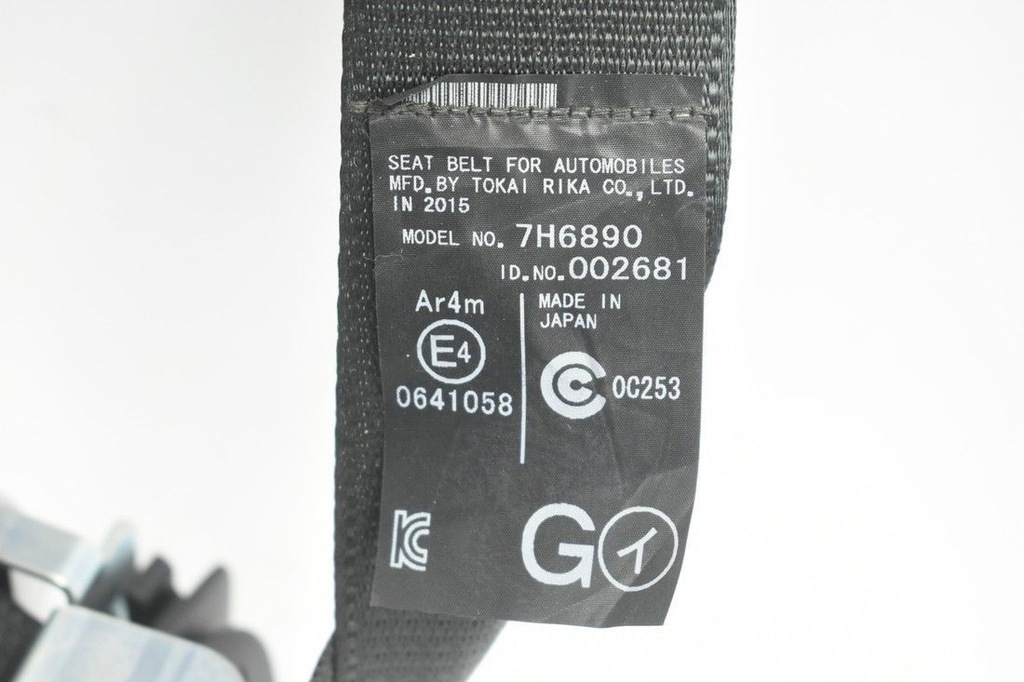 SEAT BELT FOR AUTOMOBILES
MFD. BY TOKAI RIKA CO., LTD.
IN 2015
MODEL NO. 7H6890
ID. NO. 002681
Ar4m
E4
0641058
MADE IN
JAPAN
C 0C253
KC
G イ